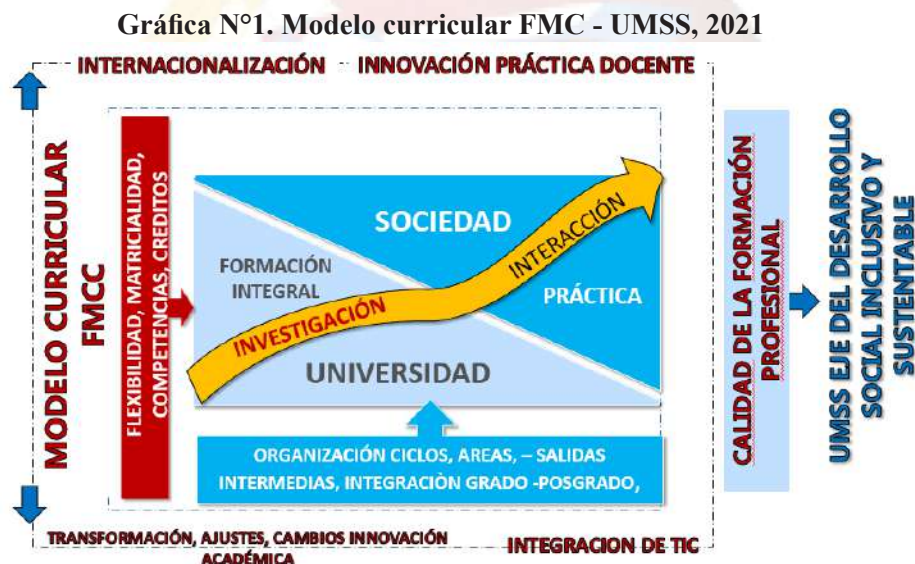 Gráfica N°1. Modelo curricular FMC - UMSS, 2021
INTERNACIONALIZACIÓN - INNOVACIÓN PRÁCTICA DOCENTE
MODELO CURRICULAR
FMCC
FLEXIBILIDAD, MATRICIALIDAD,
COMPETENCIAS, CREDITOS
SOCIEDAD
FORMACIÓN
INTEGRAL
INVESTIGACIÓN
INTERACCIÓN
PRÁCTICA
UNIVERSIDAD
ORGANIZACIÓN CICLOS, AREAS, – SALIDAS
INTERMEDIAS, INTEGRACIÒN GRADO -POSGRADO,
CALIDAD DE LA FORMACIÓN
PROFESIONAL
UMSS EJE DEL DESARROLLO
SOCIAL INCLUSIVO Y
SUSTENTABLE
TRANSFORMACIÓN, AJUSTES, CAMBIOS INNOVACIÓN
ACADÉMICA
INTEGRACION DE TIC